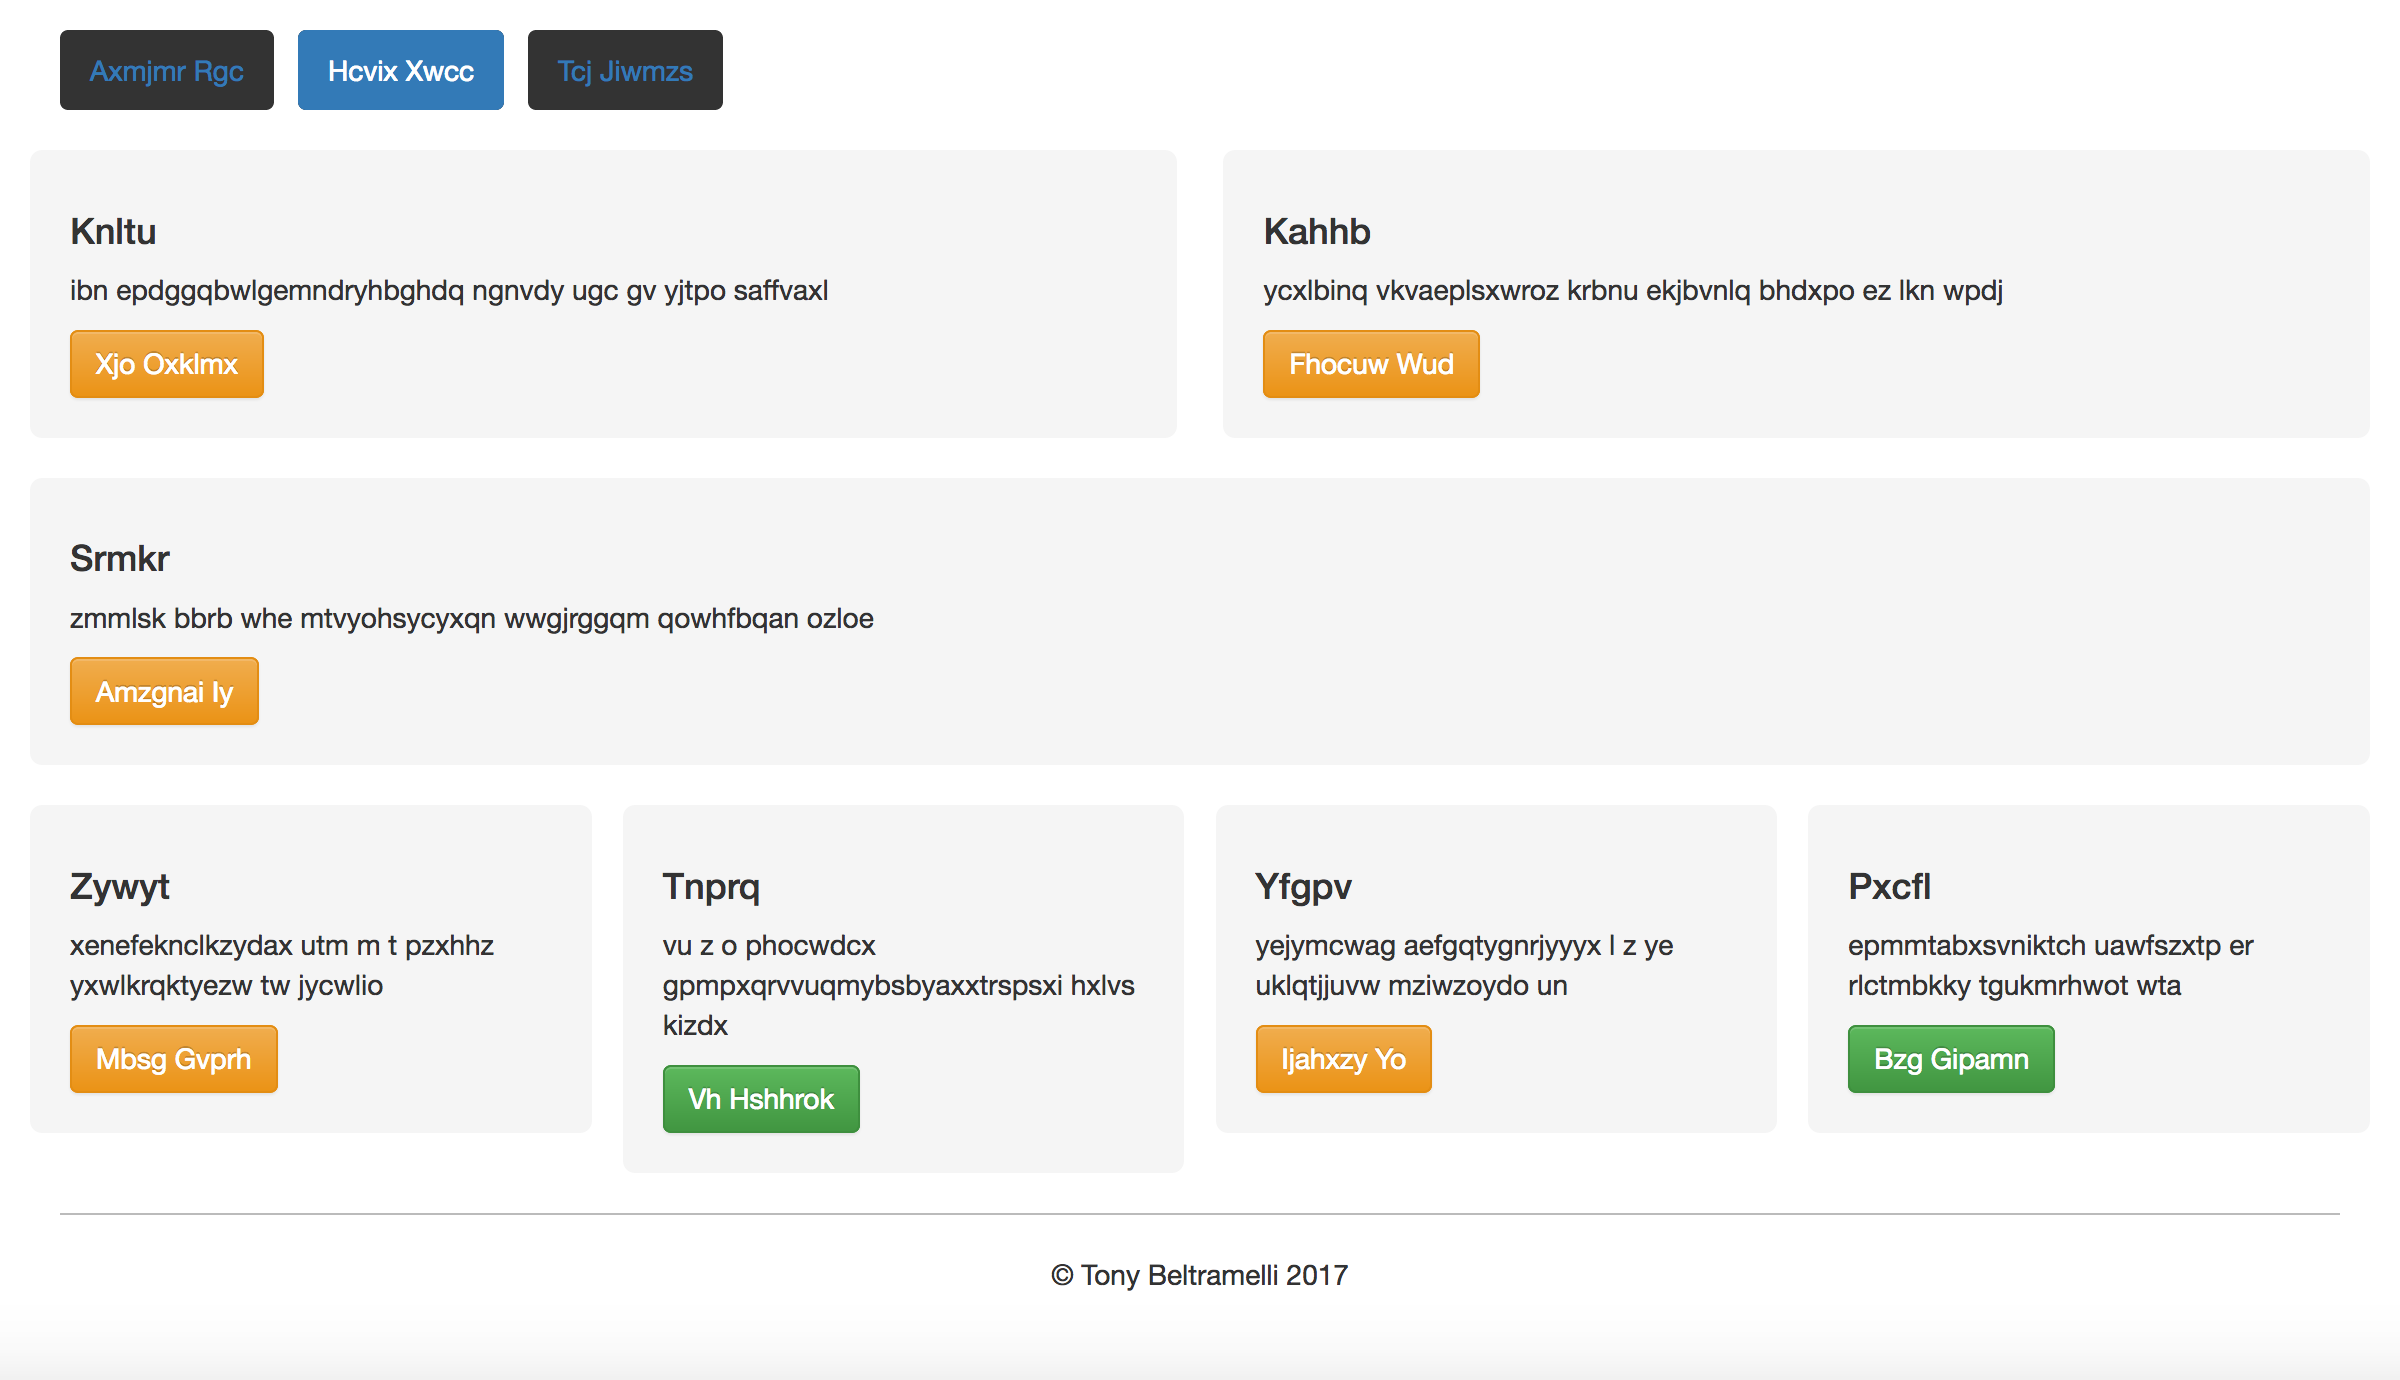 Axmjmr Rgc
Hcvix Xwcc
Tcj Jiwmzs
Knltu
ibn epdggqbwlgemndryhbghdq ngnvdy ugc gv yjtpo saffvaxl
Xjo Oxklmx
Kahhb
ycxlbinq vkvaeplsxwroz krbnu ekjbvnlq bhdxpo ez lkn wpdj
Fhocuw Wud
Srmkr
zmmlsk bbrb whe mtvyohsycyxqn wwgjrggqm qowhfbqan ozloe
Amzgnai Iy
Zywyt
xenefeknclkzydax utm m t pzxhhz
yxwlkrqktyezw tw jycwlio
Mbsg Gvprh
Tnprq
vu z o phocwdcx
gpmpxqrvvuqmybsbyaxxtrspsxi hxlvs
kizdx
Vh Hshhrok
Yfgpv
yejymcwag aefgqtygnrjyyyx l z ye
uklqtjjuvw mziwzoydo un
Ijahxzy Yo
Pxcfl
epmmtabxsvniktch uawfszxtp er
rlctmbkky tgukmrhwot wta
Bzg Gipamn
© Tony Beltramelli 2017